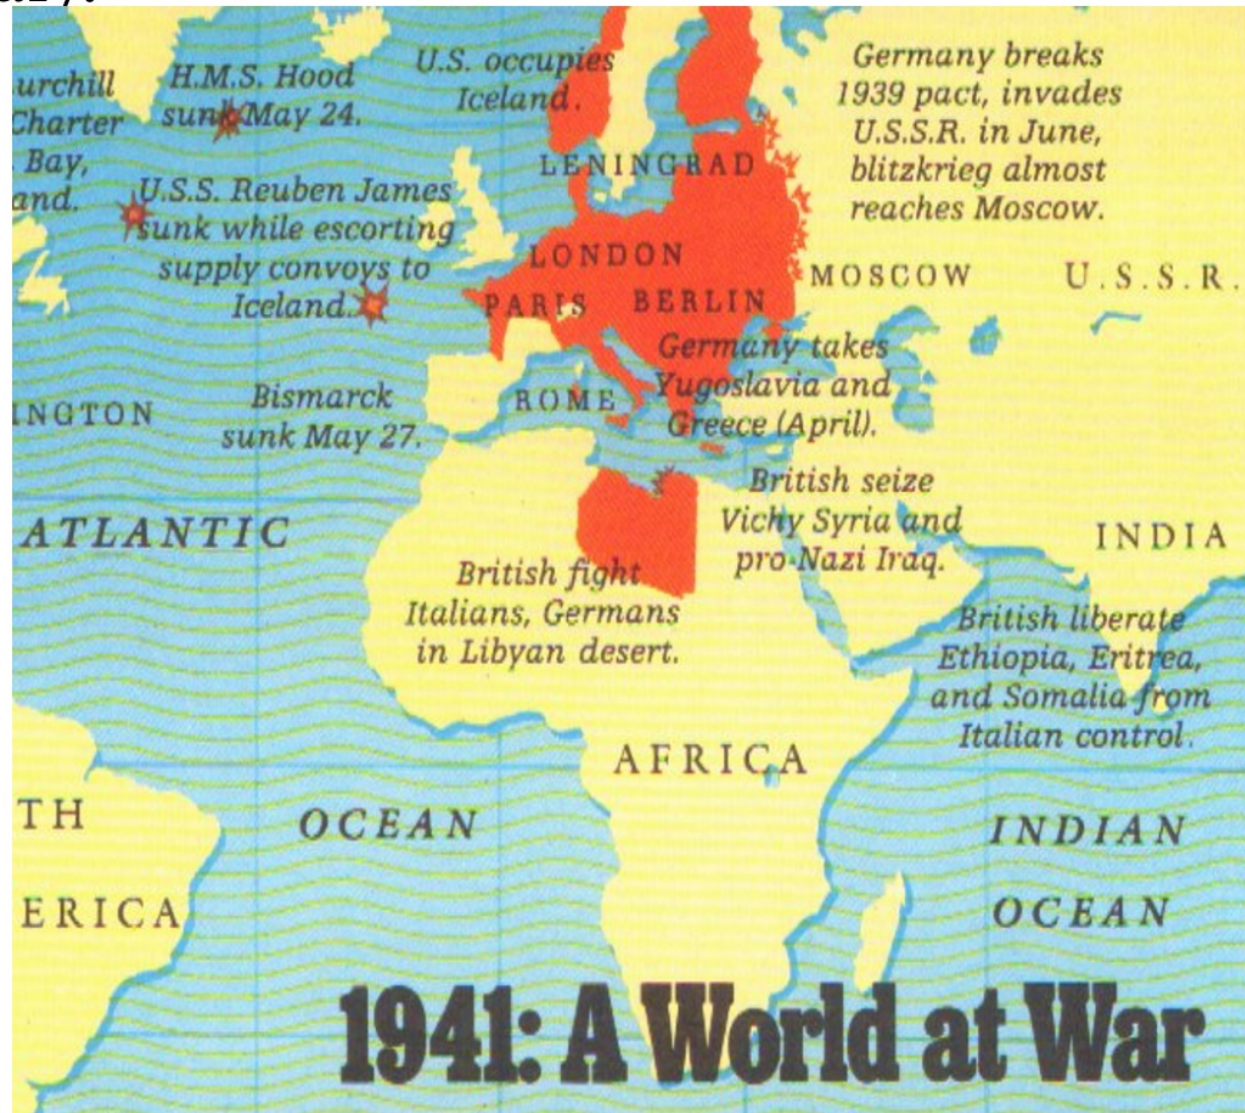 urchill
Charter
Bay,
and.
H.M.S. Hood
sunk May 24.
U.S. occupies
Iceland.
Germany breaks
1939 pact, invades
U.S.S.R. in June,
blitzkrieg almost
reaches Moscow.
U.S.S. Reuben James
sunk while escorting
supply convoys to
Iceland.
LENINGRAD
LONDON
PARIS
BERLIN
MOSCOW
U.S.S.R.
INGTON
Bismarck
sunk May 27.
ROME
Germany takes
Yugoslavia and
Greece (April).
British seize
Vichy Syria and
pro-Nazi Iraq.
ATLANTIC
INDIA
British fight
Italians, Germans
in Libyan desert.
British liberate
Ethiopia, Eritrea,
and Somalia from
Italian control.
AFRICA
TH
ERICA
OCEAN
INDIAN
OCEAN
1941: A World at War